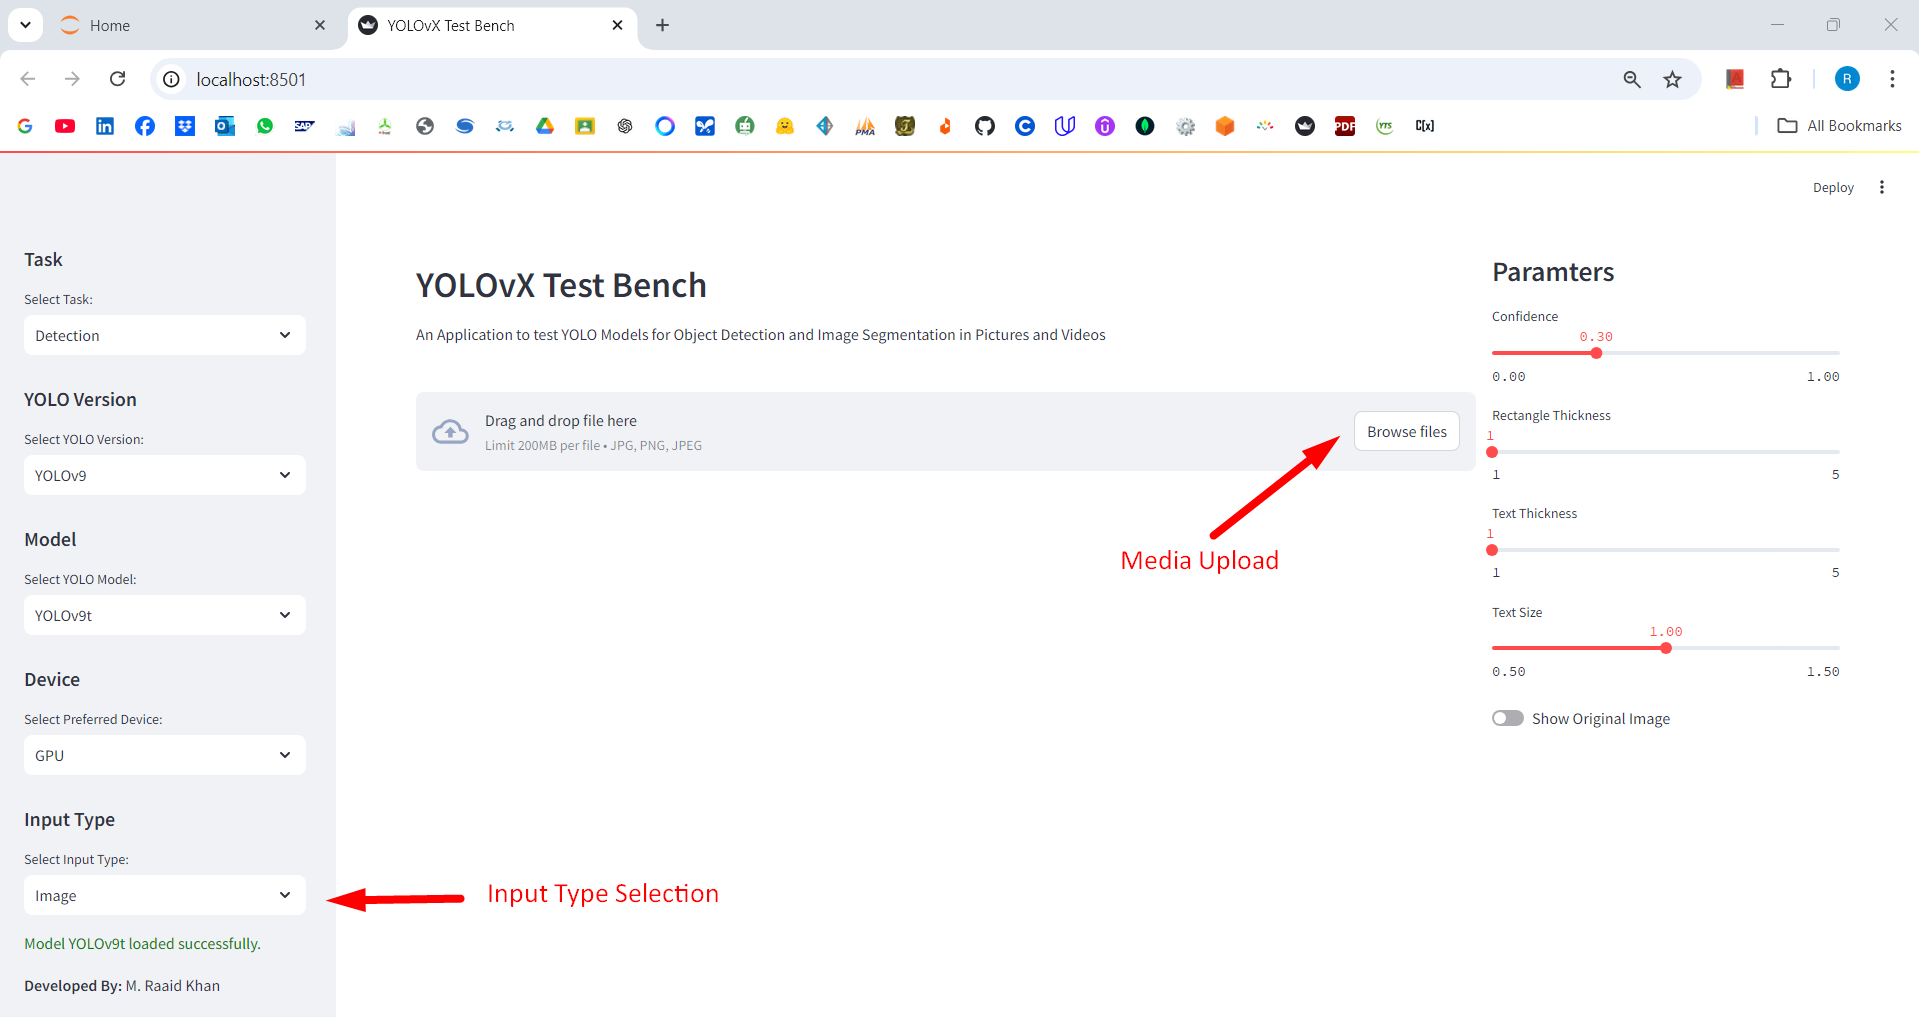 Home
YOLOvX Test Bench
localhost:8501
R
SAP
PMA
PDF
YTS
C[x]
All Bookmarks
Deploy
Task
Select Task:
Detection
YOLO Version
Select YOLO Version:
YOLOv9
Model
Select YOLO Model:
YOLOv9t
Device
Select Preferred Device:
GPU
Input Type
Select Input Type:
Image
Model YOLOv9t loaded successfully.
Developed By: M. Raaid Khan
YOLOvX Test Bench
An Application to test YOLO Models for Object Detection and Image Segmentation in Pictures and Videos
Drag and drop file here
Limit 200MB per file • JPG, PNG, JPEG
Browse files
Media Upload
Input Type Selection
Paramters
Confidence
0.30
0.00 1.00
Rectangle Thickness
1
1 5
Text Thickness
1
1 5
Text Size
1.00
0.50 1.50
Show Original Image